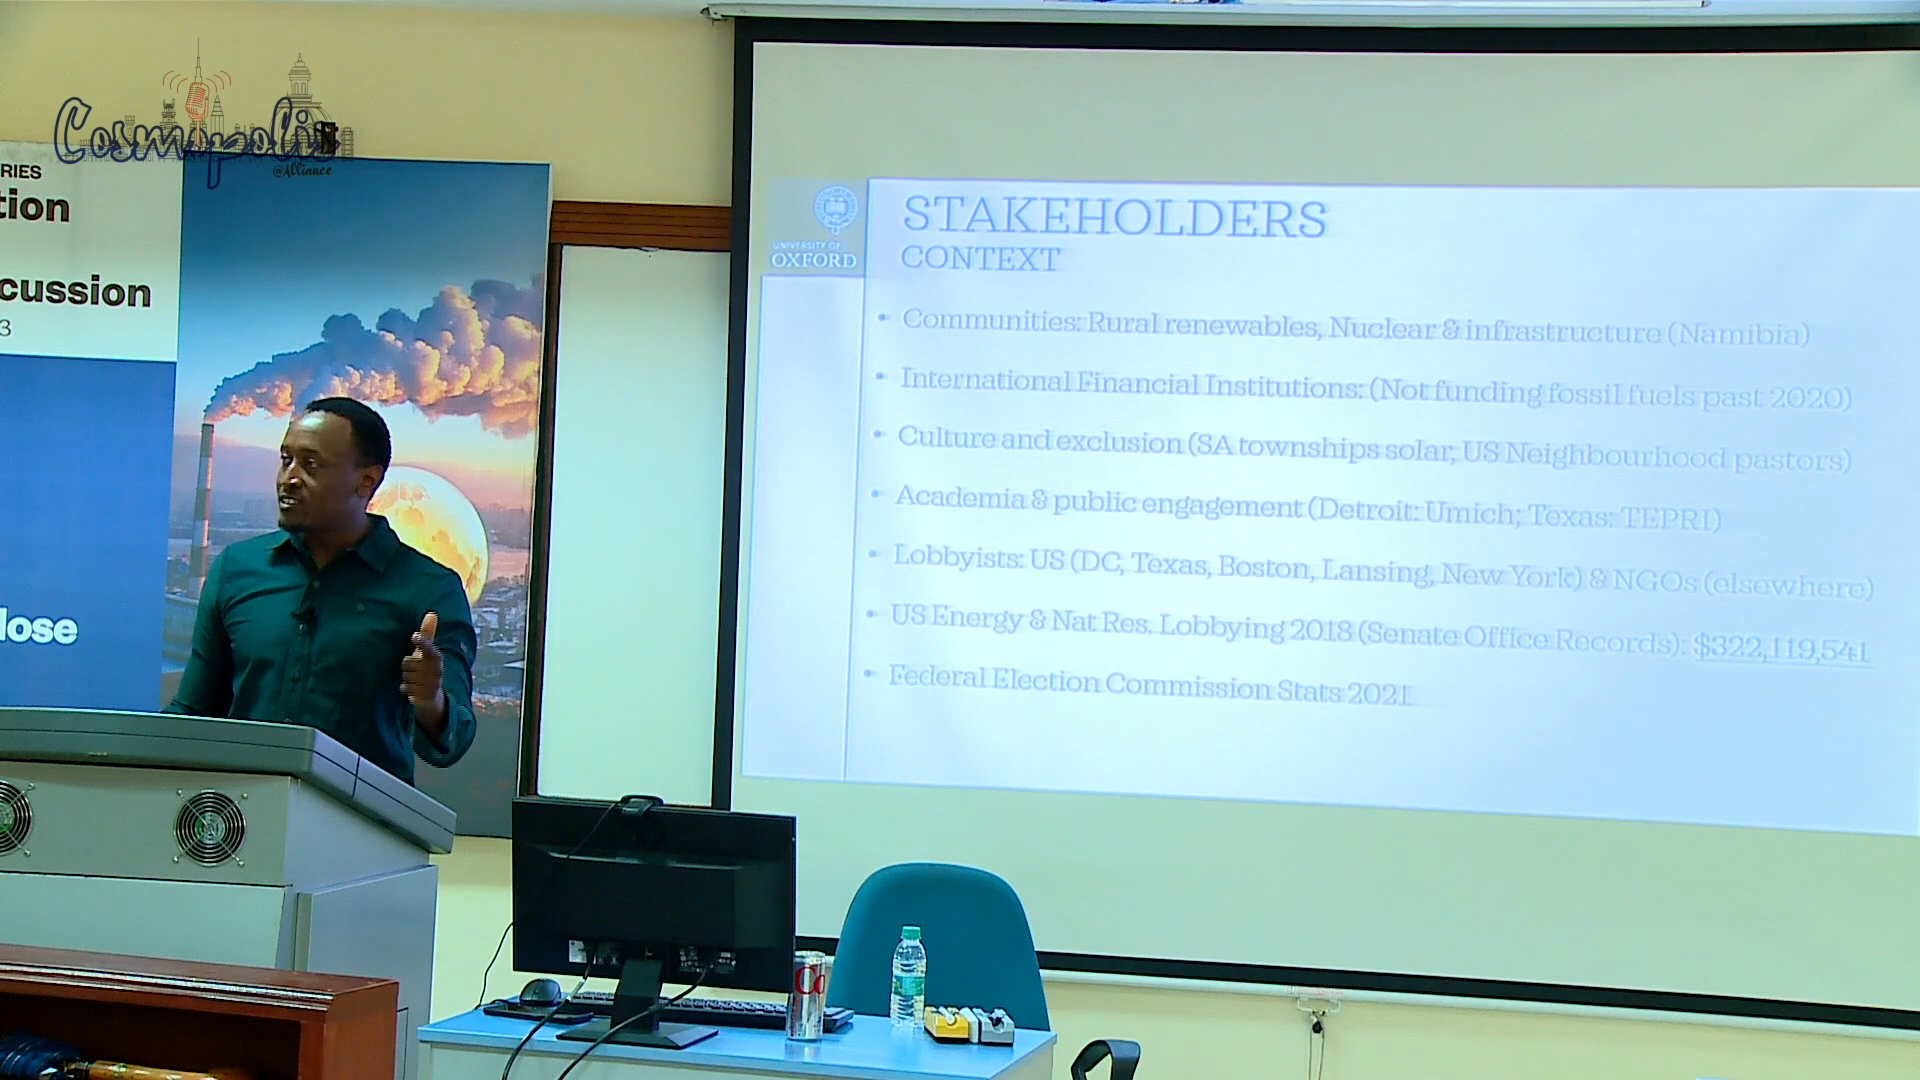 Cosmopolis
@Alliance
RIES
tion
cussion
3
lose
UNIVERSITY OF
OXFORD
STAKEHOLDERS
CONTEXT
• Communities: Rural renewables, Nuclear & infrastructure (Namibia)
• International Financial Institutions: (Not funding fossil fuels past 2020)
• Culture and exclusion (SA townships solar; US Neighbourhood pastors)
• Academia & public engagement (Detroit: Umich; Texas: TEPRI)
• Lobbyists: US (DC, Texas, Boston, Lansing, New York) & NGOs (elsewhere)
• US Energy & Nat Res. Lobbying 2018 (Senate Office Records): $322,119,541
• Federal Election Commission Stats 2021
Co